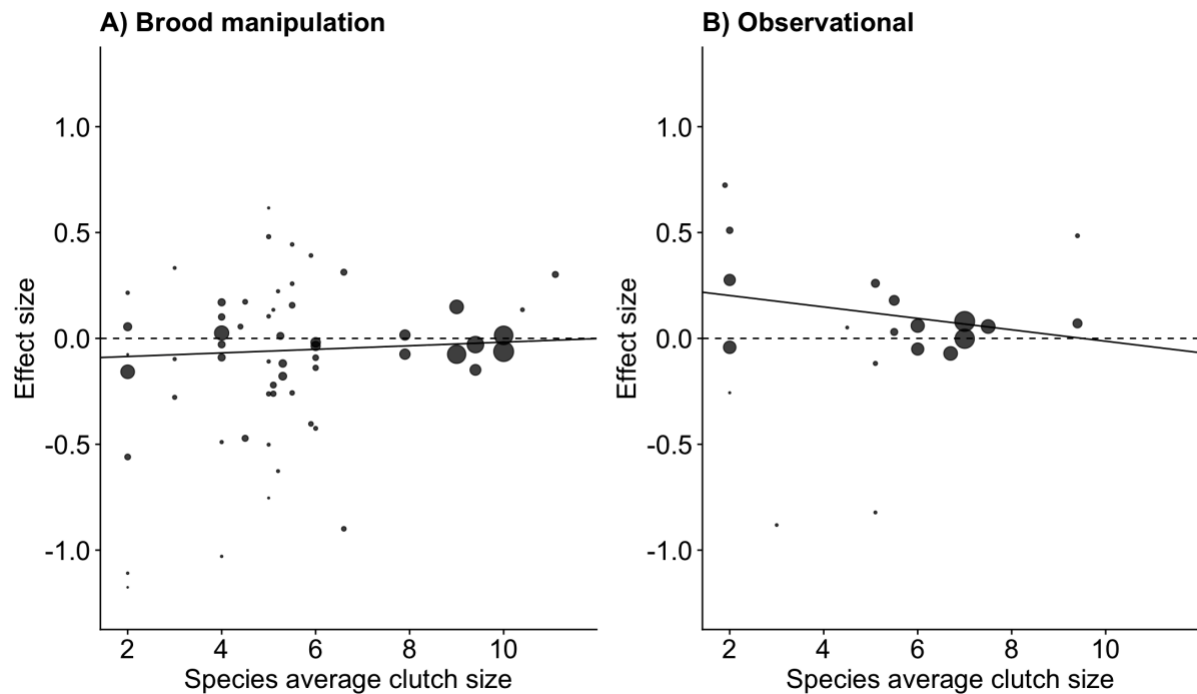 A) Brood manipulation
1.0
0.5
0.0
-0.5
-1.0
Effect size
2 4 6 8 10
Species average clutch size
B) Observational
1.0
0.5
0.0
-0.5
-1.0
Effect size
2 4 6 8 10
Species average clutch size